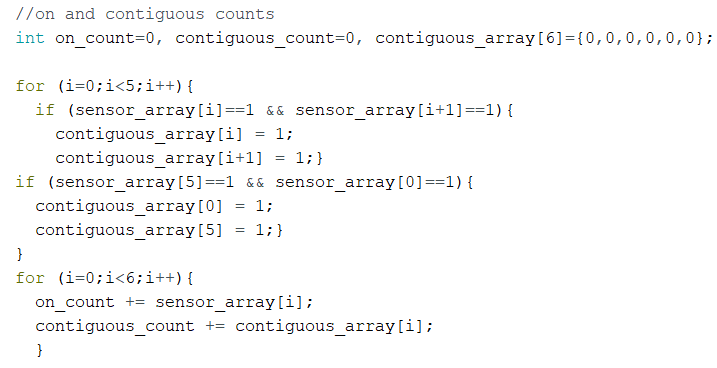 //on and contiguous counts
int on_count=0, contiguous_count=0, contiguous_array[6]={0,0,0,0,0,0};

for (i=0;i<5;i++){
  if (sensor_array[i]==1 && sensor_array[i+1]==1){
    contiguous_array[i] = 1;
    contiguous_array[i+1] = 1;}
if (sensor_array[5]==1 && sensor_array[0]==1){
  contiguous_array[0] = 1;
  contiguous_array[5] = 1;}
}
for (i=0;i<6;i++){
  on_count += sensor_array[i];
  contiguous_count += contiguous_array[i];
  }